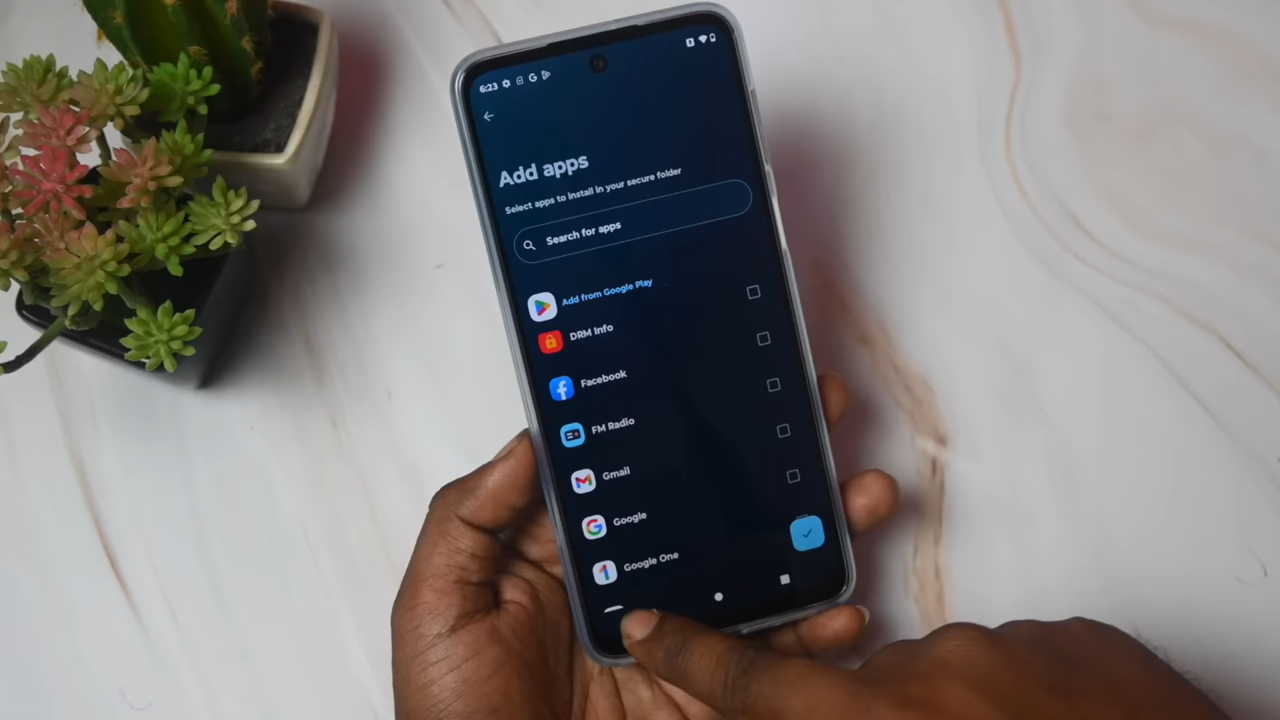 6:23
Add apps
Select apps to install in your secure folder
Search for apps
Add from Google Play
DRM Info
Facebook
FM Radio
Gmail
Google
Google One